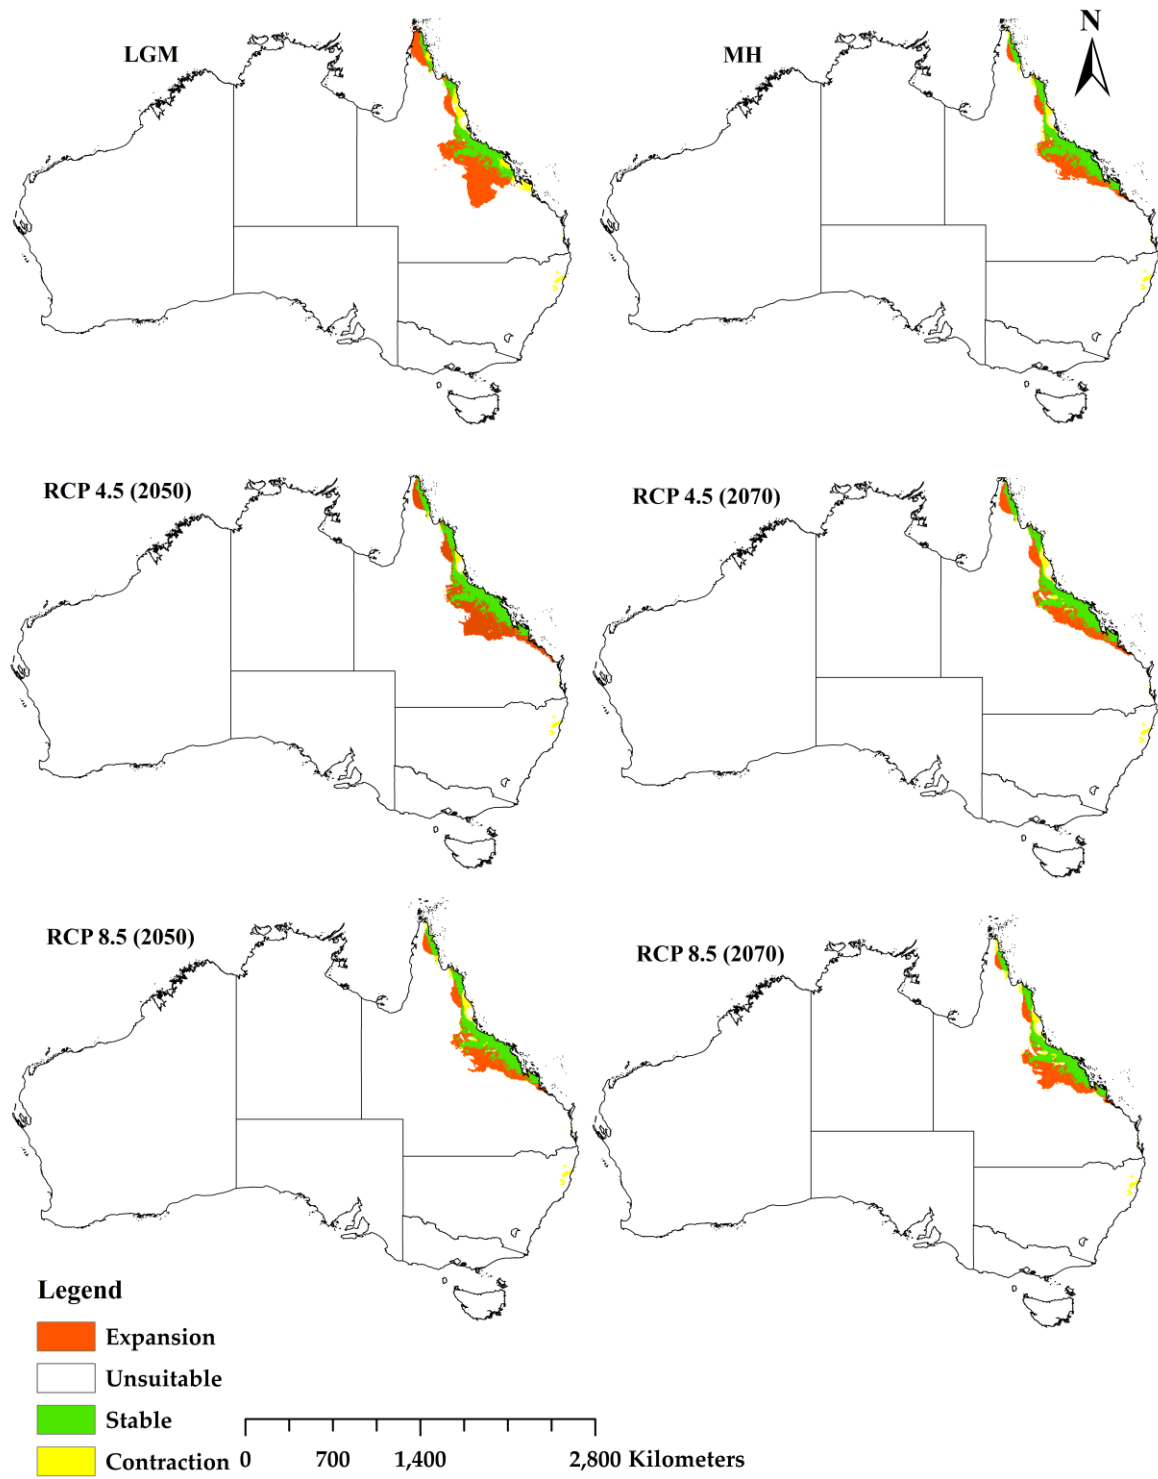 N
LGM
MH
RCP 4.5 (2050)
RCP 4.5 (2070)
RCP 8.5 (2050)
RCP 8.5 (2070)
Legend
Expansion
Unsuitable
Stable
Contraction
0 700 1,400 2,800 Kilometers